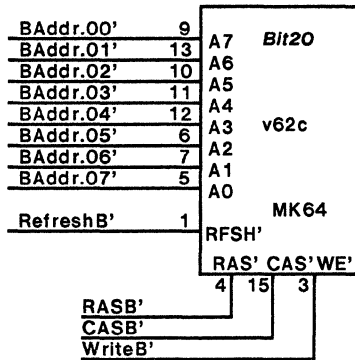 BAddr.00' 9 A7 Bit20
BAddr.01' 13 A6
BAddr.02' 10 A5
BAddr.03' 11 A4
BAddr.04' 12 A3 v62c
BAddr.05' 6 A2
BAddr.06' 7 A1
BAddr.07' 5 A0
MK64
RefreshB' 1 RFSH'
RAS' CAS' WE'
4 15 3
RASB'
CASB'
WriteB'